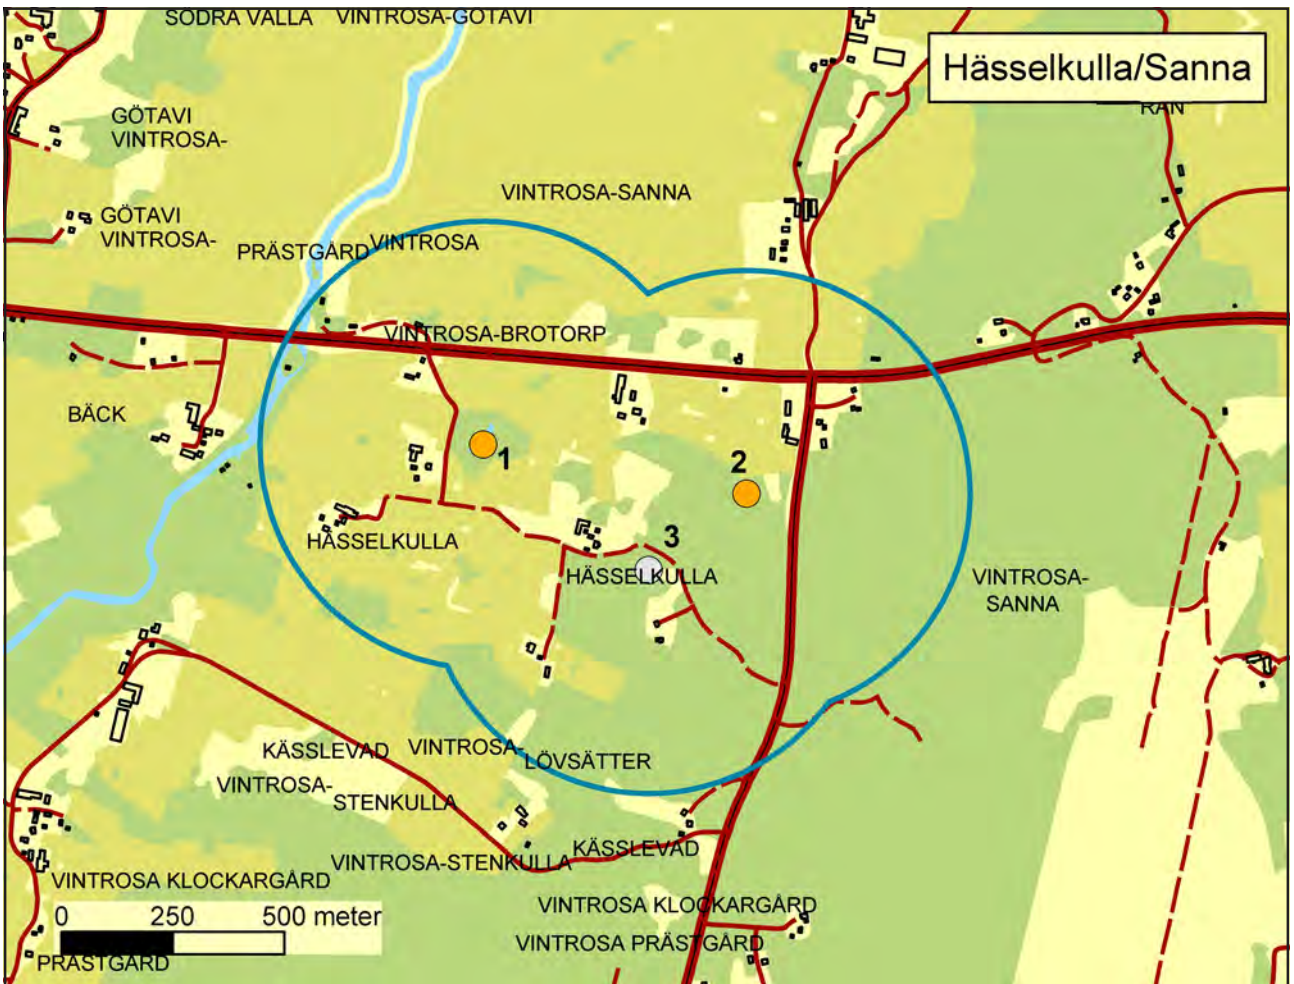 SÖDRA VALLA
VINTROSA-GÖTAVI
Hässelkulla/Sanna
RÅN
GÖTAVI
VINTROSA-
VINTROSA-SANNA
GÖTAVI
VINTROSA-
PRÄSTGÅRD
VINTROSA
VINTROSA-BROTORP
BÄCK
1
2
HÄSSELKULLA
3
HÄSSELKULLA
VINTROSA-
SANNA
KÄSSLEVAD
VINTROSA-
LÖVSÄTTER
VINTROSA-
STENKULLA
VINTROSA-STENKULLA
KÄSSLEVAD
VINTROSA KLOCKARGÅRD
VINTROSA KLOCKARGÅRD
0 250 500 meter
VINTROSA PRÄSTGÅRD
PRÄSTGÅRD